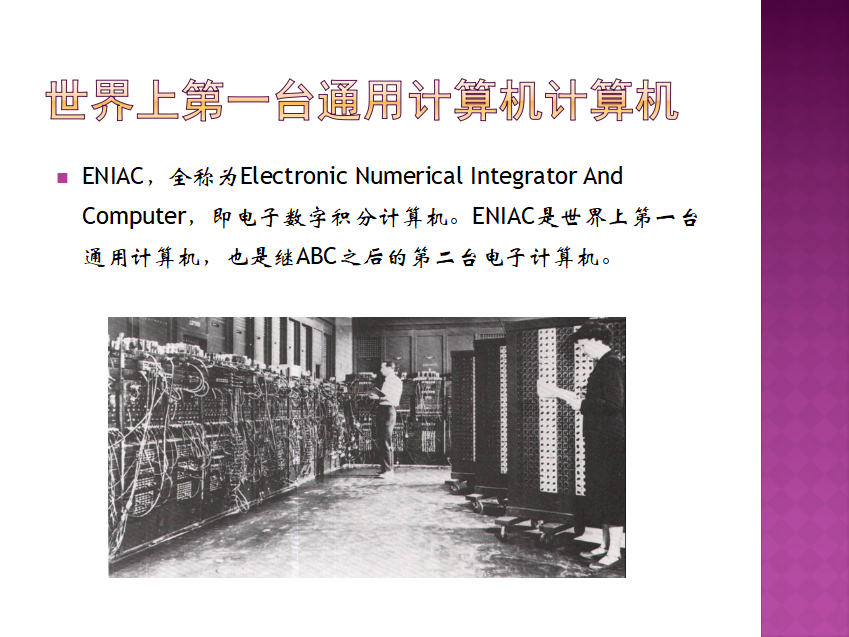 世界上第一台通用计算机计算机
ENIAC，全称为Electronic Numerical Integrator And
Computer，即电子数字积分计算机。ENIAC是世界上第一台
通用计算机，也是继ABC之后的第二台电子计算机。